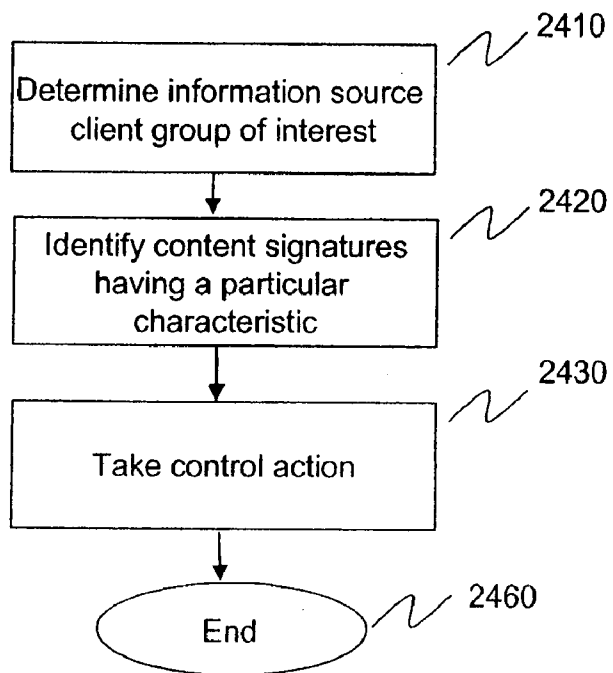 2410
Determine information source
client group of interest
2420
Identify content signatures
having a particular
characteristic
2430
Take control action
2460
End